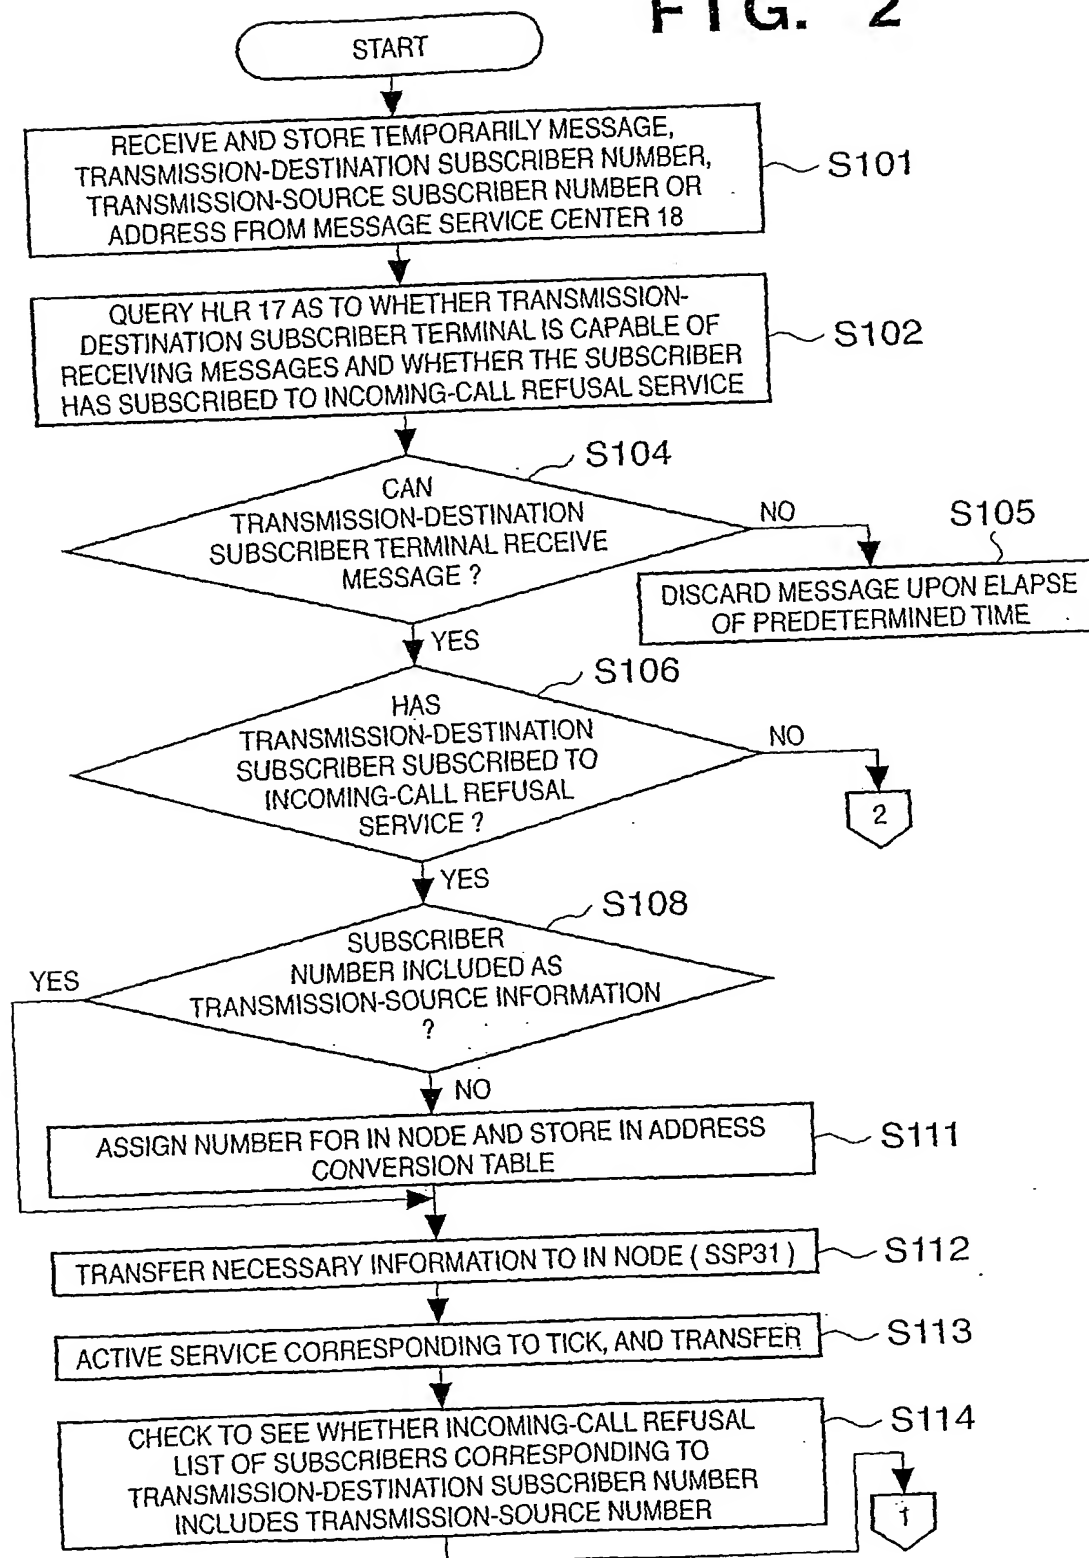 FIG. 2
START
RECEIVE AND STORE TEMPORARILY MESSAGE,
TRANSMISSION-DESTINATION SUBSCRIBER NUMBER,
TRANSMISSION-SOURCE SUBSCRIBER NUMBER OR
ADDRESS FROM MESSAGE SERVICE CENTER 18
S101
QUERY HLR 17 AS TO WHETHER TRANSMISSION-
DESTINATION SUBSCRIBER TERMINAL IS CAPABLE OF
RECEIVING MESSAGES AND WHETHER THE SUBSCRIBER
HAS SUBSCRIBED TO INCOMING-CALL REFUSAL SERVICE
S102
S104
CAN
TRANSMISSION-DESTINATION
SUBSCRIBER TERMINAL RECEIVE
MESSAGE ?
NO
S105
DISCARD MESSAGE UPON ELAPSE
OF PREDETERMINED TIME
YES
S106
HAS
TRANSMISSION-DESTINATION
SUBSCRIBER SUBSCRIBED TO
INCOMING-CALL REFUSAL
SERVICE ?
NO
2
YES
S108
SUBSCRIBER
NUMBER INCLUDED AS
TRANSMISSION-SOURCE INFORMATION
?
YES
NO
ASSIGN NUMBER FOR IN NODE AND STORE IN ADDRESS
CONVERSION TABLE
S111
TRANSFER NECESSARY INFORMATION TO IN NODE ( SSP31 )
S112
ACTIVE SERVICE CORRESPONDING TO TICK, AND TRANSFER
S113
CHECK TO SEE WHETHER INCOMING-CALL REFUSAL
LIST OF SUBSCRIBERS CORRESPONDING TO
TRANSMISSION-DESTINATION SUBSCRIBER NUMBER
INCLUDES TRANSMISSION-SOURCE NUMBER
S114
1